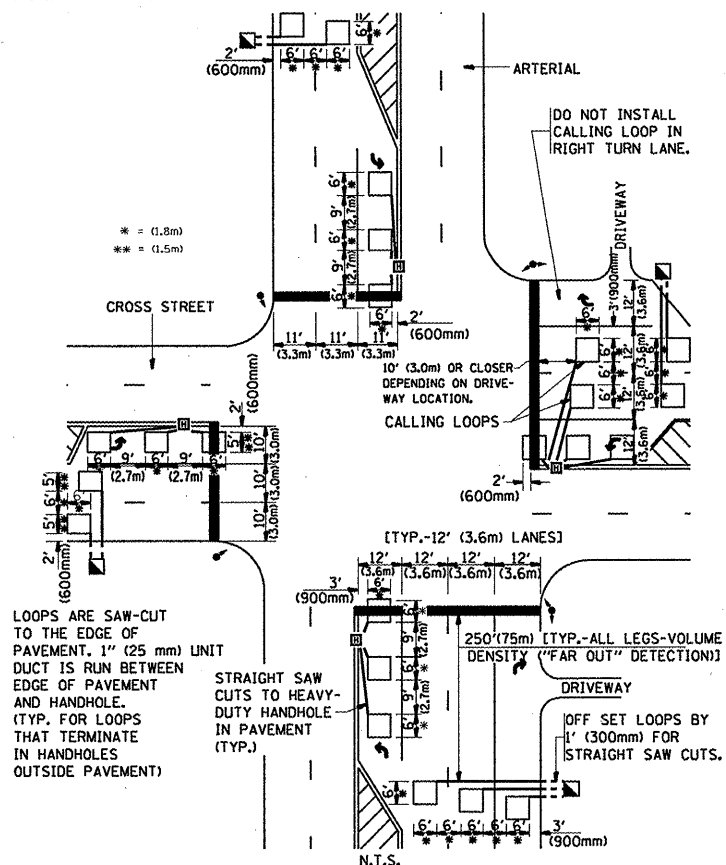 6'
*
2'
(600mm)
6' 6' 6'
* * *
ARTERIAL
DO NOT INSTALL
CALLING LOOP IN
RIGHT TURN LANE.
DRIVEWAY
* = (1.8m)
** = (1.5m)
6'
*
9'
(2.7m)
6'
*
9'
(2.7m)
6'
*
H
CROSS STREET
6'
*
2'
(600mm)
11' 11' 11'
(3.3m) (3.3m) (3.3m)
3'(900mm)
12'
(3.6m)
6'
*
12'
(3.6m)
12'
(3.6m)
12'
(3.6m)
6'
*
6'
*
6'
*
10' (3.0m) OR CLOSER
DEPENDING ON DRIVE-
WAY LOCATION.
CALLING LOOPS
H
2'
(600mm)
2'
(600mm)
H
5'
**
10'
(3.0m)
10'
(3.0m)
10'
(3.0m)
6' 9' 6' 9' 6'
* (2.7m) * (2.7m) *
5'
**
6'
*
6'
*
5'
**
2'
(600mm)
[TYP.-12' (3.6m) LANES]
12' 12' 12' 12'
(3.6m) (3.6m) (3.6m) (3.6m)
3'
(900mm)
6'
*
H
6'
*
9'
(2.7m)
6'
*
9'
(2.7m)
6'
*
250'(75m) [TYP.-ALL LEGS-VOLUME
DENSITY ("FAR OUT" DETECTION)]
DRIVEWAY
LOOPS ARE SAW-CUT
TO THE EDGE OF
PAVEMENT. 1" (25 mm) UNIT
DUCT IS RUN BETWEEN
EDGE OF PAVEMENT
AND HANDHOLE.
(TYP. FOR LOOPS
THAT TERMINATE
IN HANDHOLES
OUTSIDE PAVEMENT)
STRAIGHT SAW
CUTS TO HEAVY-
DUTY HANDHOLE
IN PAVEMENT
(TYP.)
OFF SET LOOPS BY
1' (300mm) FOR
STRAIGHT SAW CUTS.
6'
*
6' 6' 6' 6' 6'
* * * * *
3'
(900mm)
N.T.S.